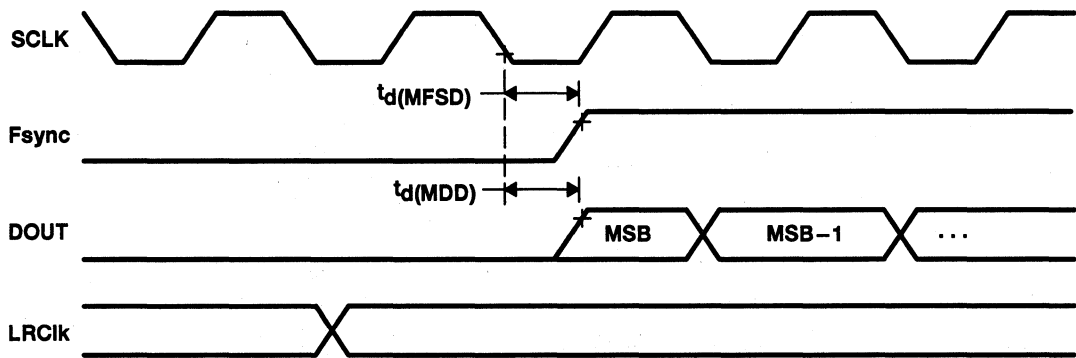 SCLK
td(MFSD)
Fsync
td(MDD)
DOUT
MSB
MSB–1
...
LRClk